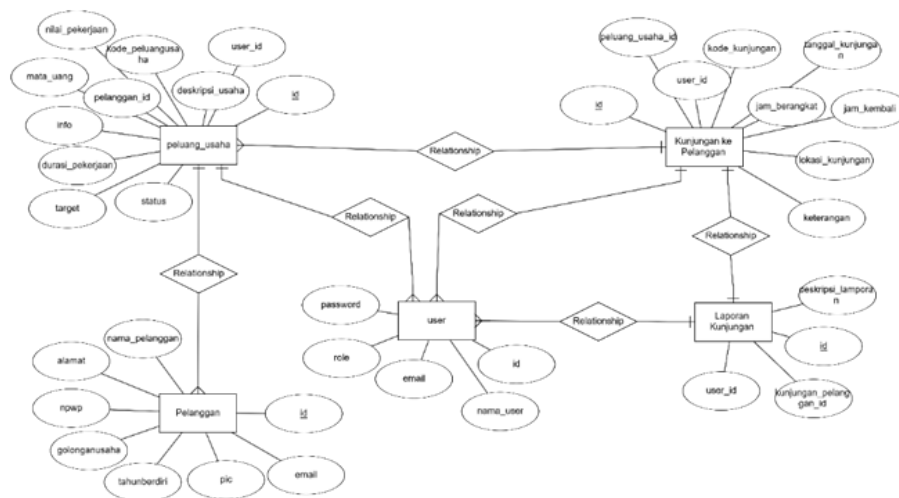 nilai_pekerjaan
kode_peluangusa
ha
user_id
mata_uang
pelanggan_id
deskripsi_usaha
id
info
peluang_usaha
durasi_pekerjaan
target
status
Relationship
peluang_usaha_id
kode_kunjungan
tanggal_kunjunga
n
user_id
id
jam_berangkat
jam_kembali
Kunjungan ke
Pelanggan
lokasi_kunjungan
keterangan
Relationship
Relationship
Relationship
Relationship
password
user
Relationship
role
email
id
nama_user
deskripsi_lampora
n
Laporan
Kunjungan
id
user_id
kunjungan_pelang
gan_id
nama_pelanggan
alamat
npwp
Pelanggan
id
golonganusaha
tahunberdiri
pic
email